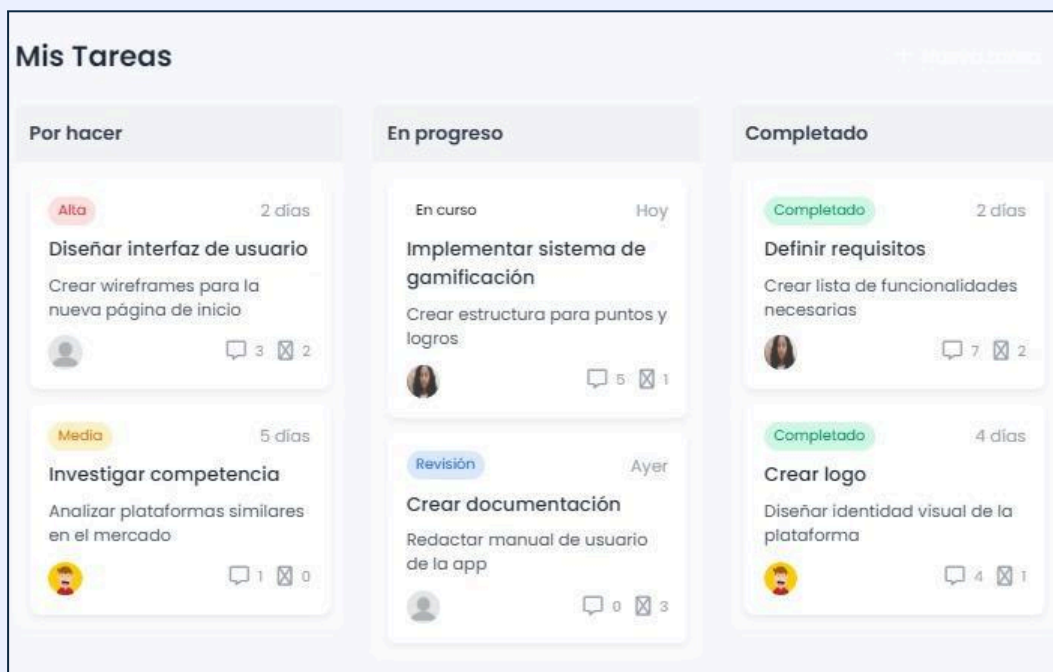 Mis Tareas
Por hacer
Alta
2 días
Diseñar interfaz de usuario
Crear wireframes para la
nueva página de inicio
3
2
Media
5 días
Investigar competencia
Analizar plataformas similares
en el mercado
1
0
En progreso
En curso
Hoy
Implementar sistema de
gamificación
Crear estructura para puntos y
logros
5
1
Revisión
Ayer
Crear documentación
Redactar manual de usuario
de la app
0
3
Completado
Completado
2 días
Definir requisitos
Crear lista de funcionalidades
necesarias
7
2
Completado
4 días
Crear logo
Diseñar identidad visual de la
plataforma
4
1